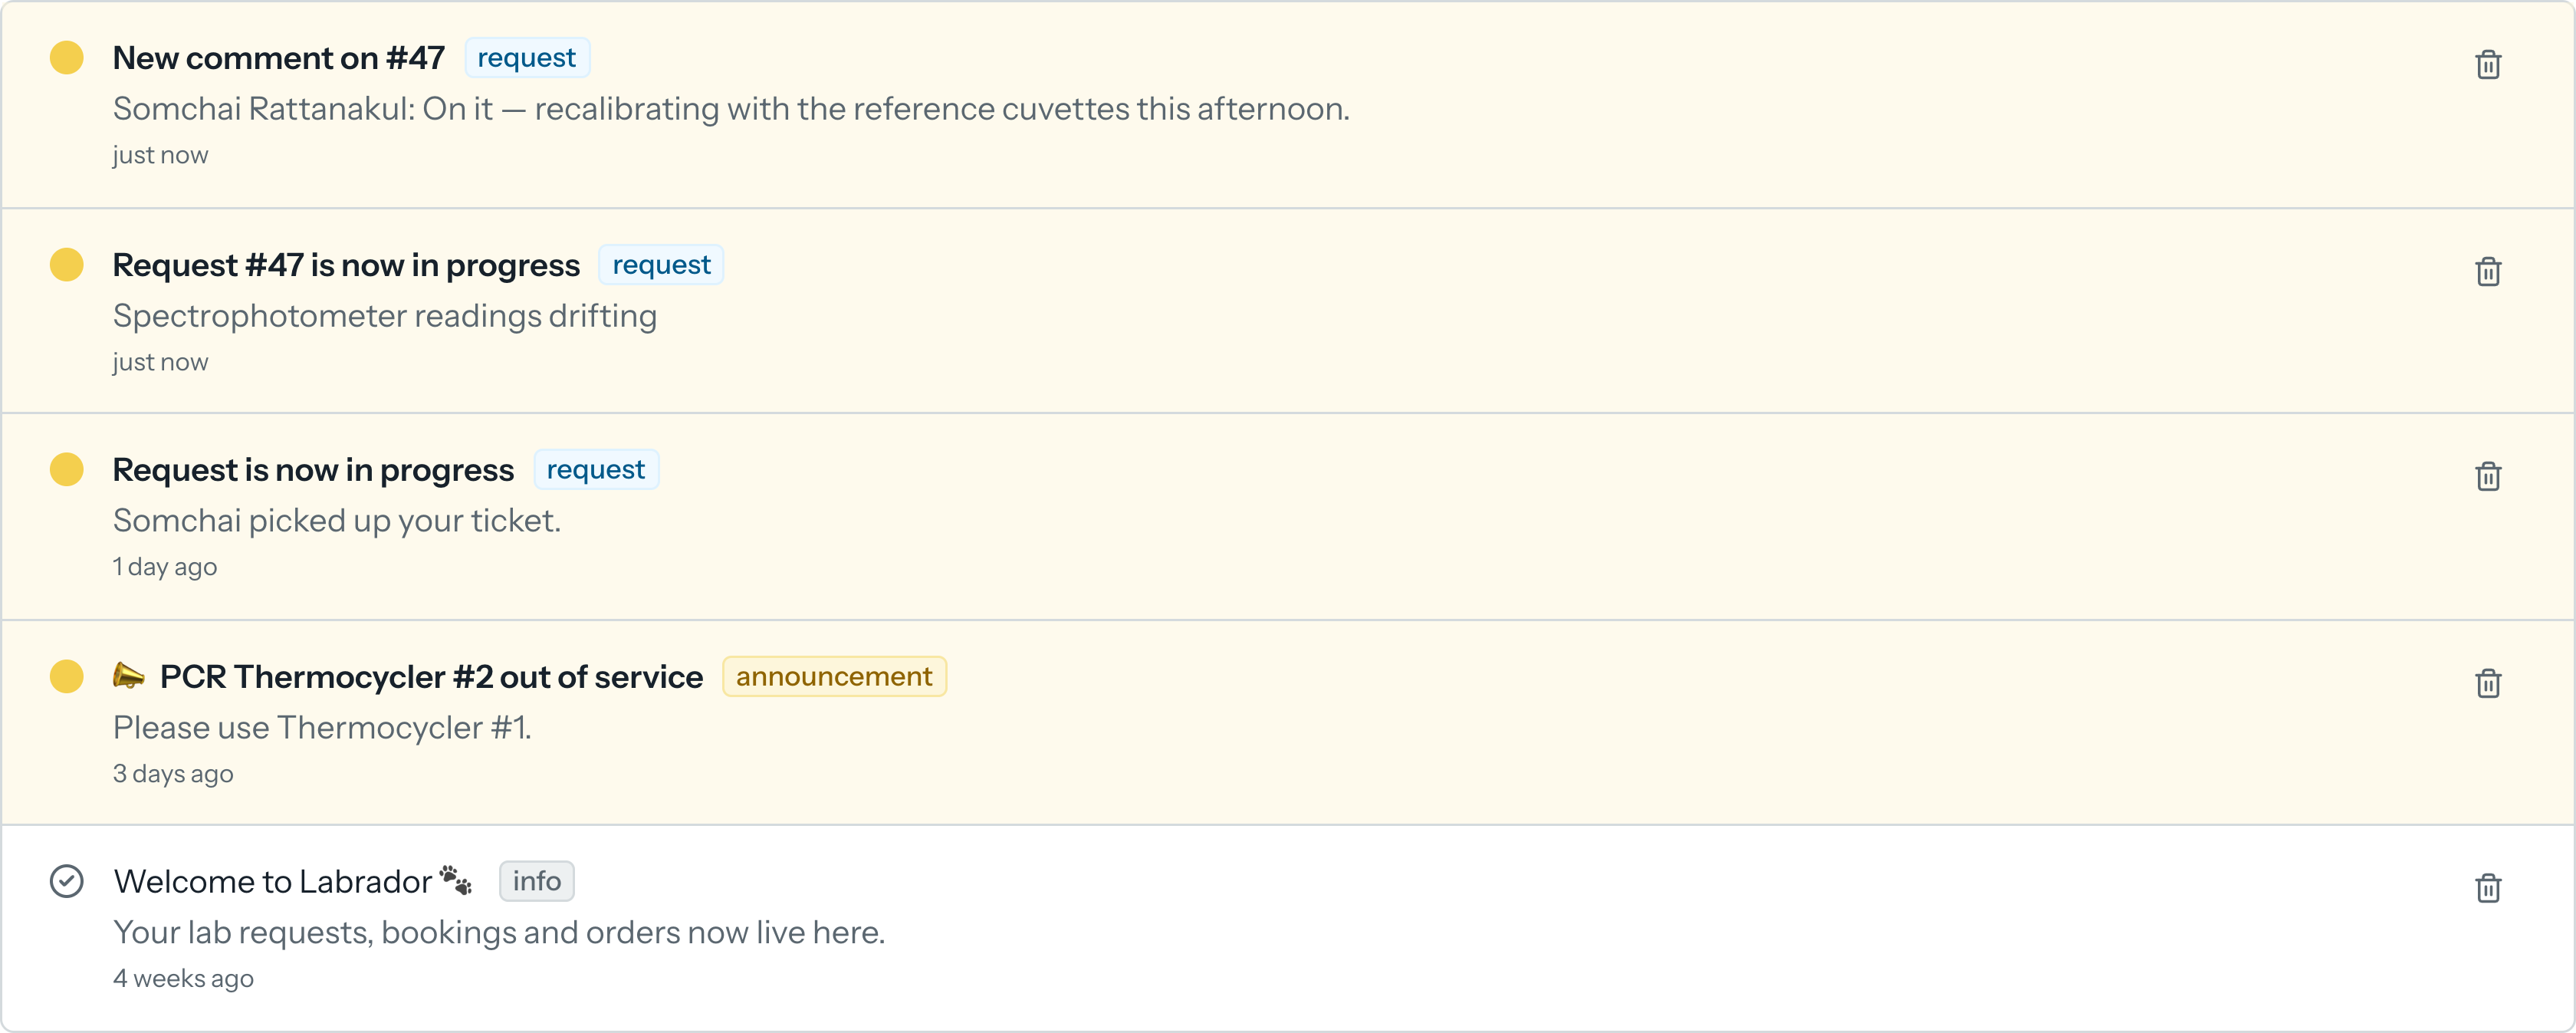 New comment on #47 request
Somchai Rattanakul: On it — recalibrating with the reference cuvettes this afternoon.
just now
Request #47 is now in progress request
Spectrophotometer readings drifting
just now
Request is now in progress request
Somchai picked up your ticket.
1 day ago
📣 PCR Thermocycler #2 out of service announcement
Please use Thermocycler #1.
3 days ago
Welcome to Labrador 🐾 info
Your lab requests, bookings and orders now live here.
4 weeks ago